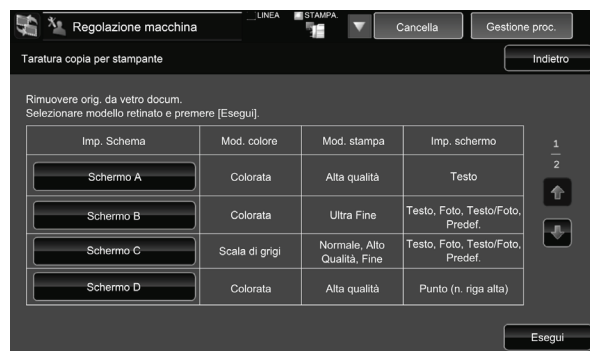 LINEA
STAMPA.
Regolazione macchina
Cancella
Gestione proc.
Taratura copia per stampante
Indietro
Rimuovere orig. da vetro docum.
Selezionare modello retinato e premere [Esegui].
Imp. Schema
Mod. colore
Mod. stampa
Imp. schermo
Schermo A
Colorata
Alta qualità
Testo
Schermo B
Colorata
Ultra Fine
Testo, Foto, Testo/Foto,
Predef.
Schermo C
Scala di grigi
Normale, Alto
Qualità, Fine
Testo, Foto, Testo/Foto,
Predef.
Schermo D
Colorata
Alta qualità
Punto (n. riga alta)
1
2
Esegui